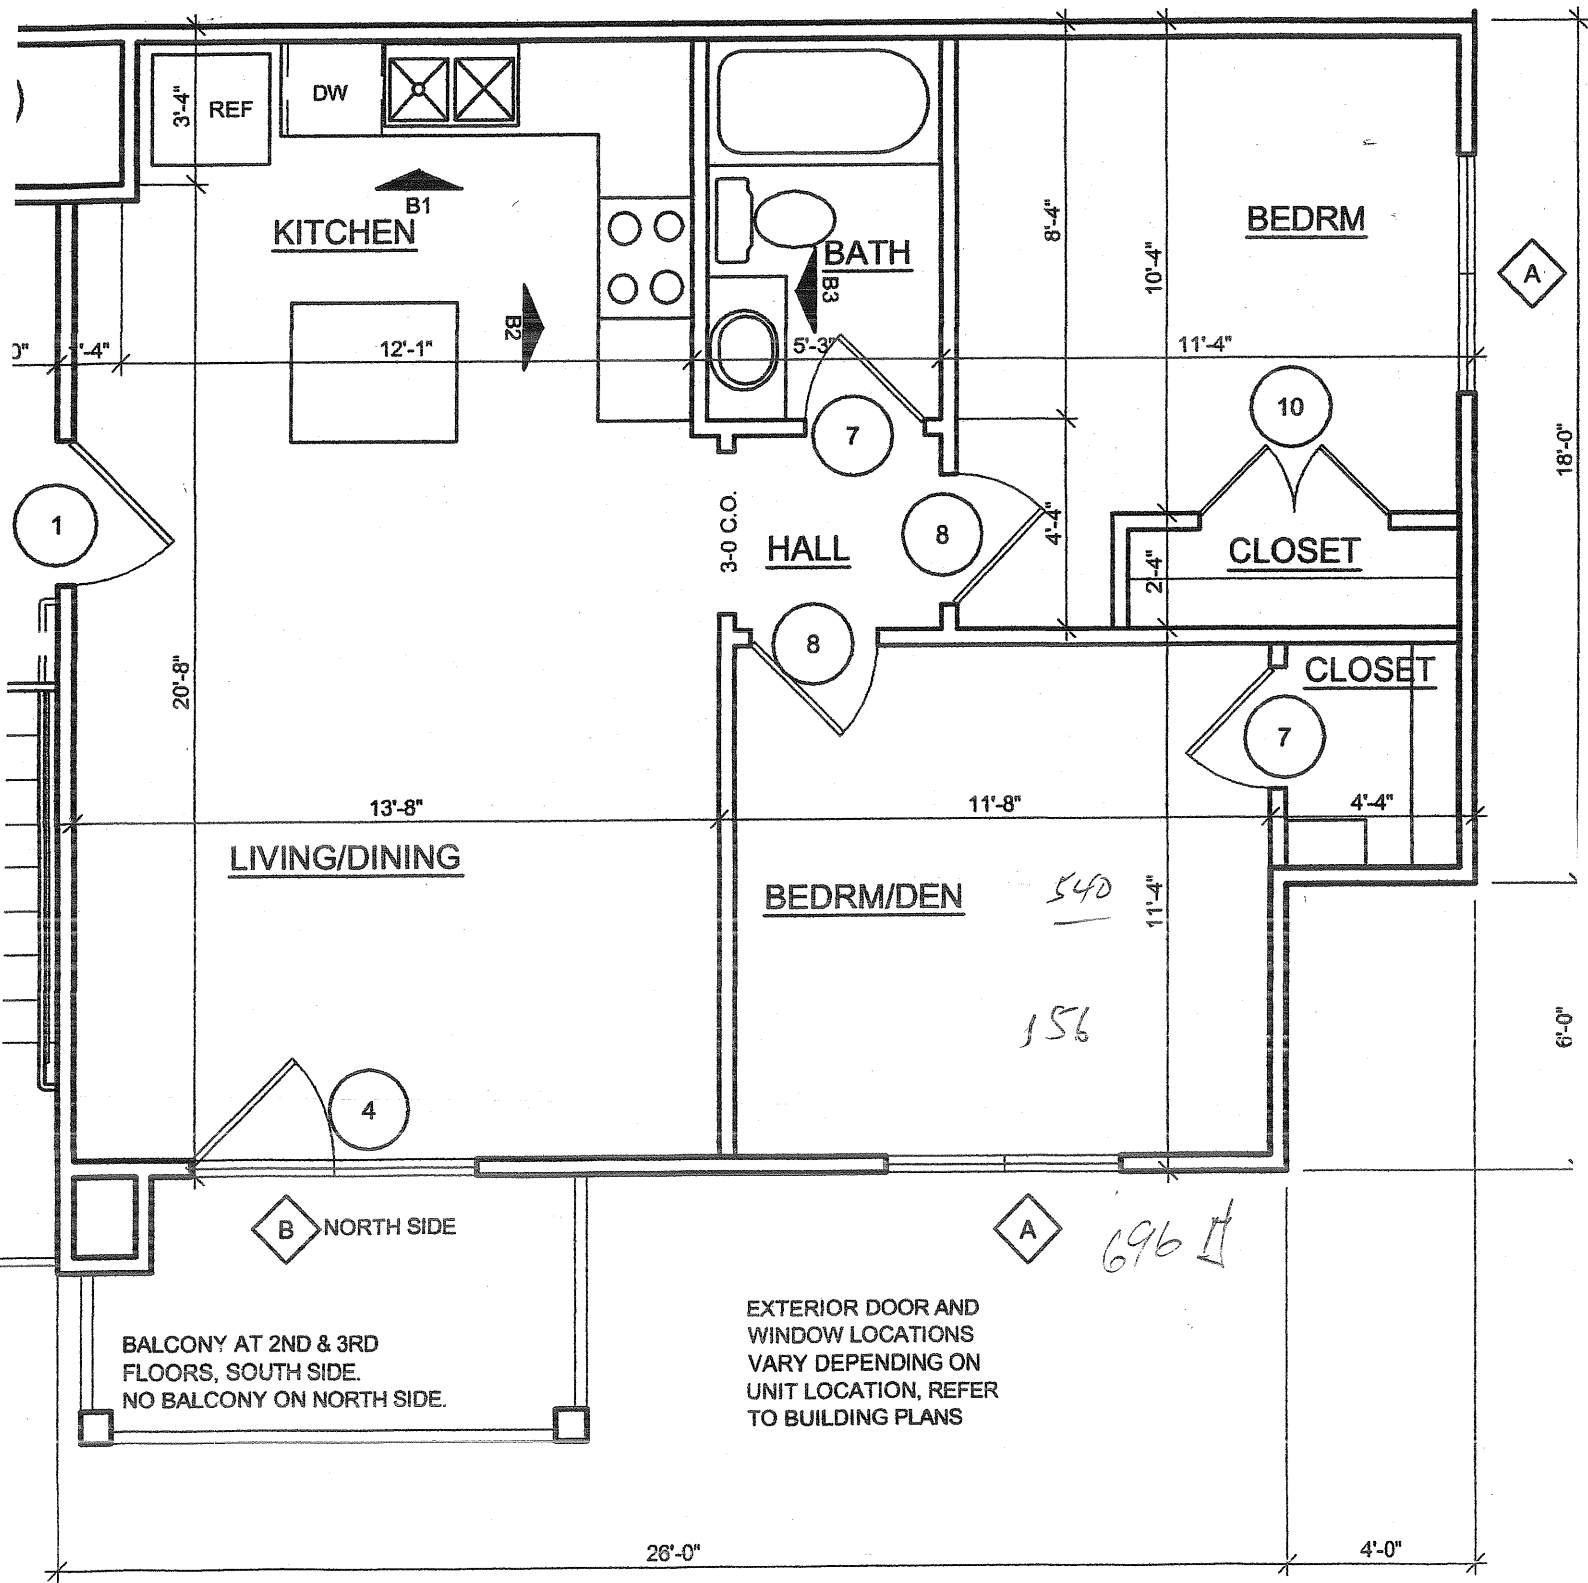 REF
DW
3'-4"
B1
KITCHEN
B2
BATH
B3
BEDRM
8'-4"
10'-4"
A
12'-1"
5'-3"
11'-4"
10
7
18'-0"
1
3-0 C.O.
HALL
8
4'-4"
CLOSET
2'-4"
8
CLOSET
20'-8"
7
13'-8"
11'-8"
4'-4"
LIVING/DINING
BEDRM/DEN
540
11'-4"
156
6'-0"
4
B
NORTH SIDE
A
696
BALCONY AT 2ND & 3RD
FLOORS, SOUTH SIDE.
NO BALCONY ON NORTH SIDE.
EXTERIOR DOOR AND
WINDOW LOCATIONS
VARY DEPENDING ON
UNIT LOCATION, REFER
TO BUILDING PLANS
26'-0"
4'-0"